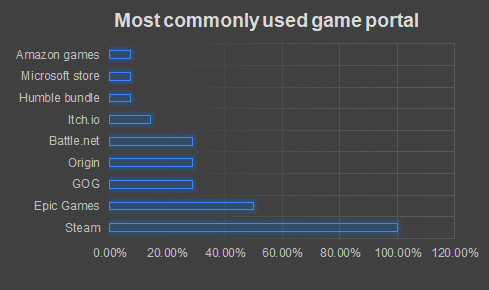 Most commonly used game portal
Amazon games
Microsoft store
Humble bundle
Itch.io
Battle.net
Origin
GOG
Epic Games
Steam
0.00% 20.00% 40.00% 60.00% 80.00% 100.00% 120.00%